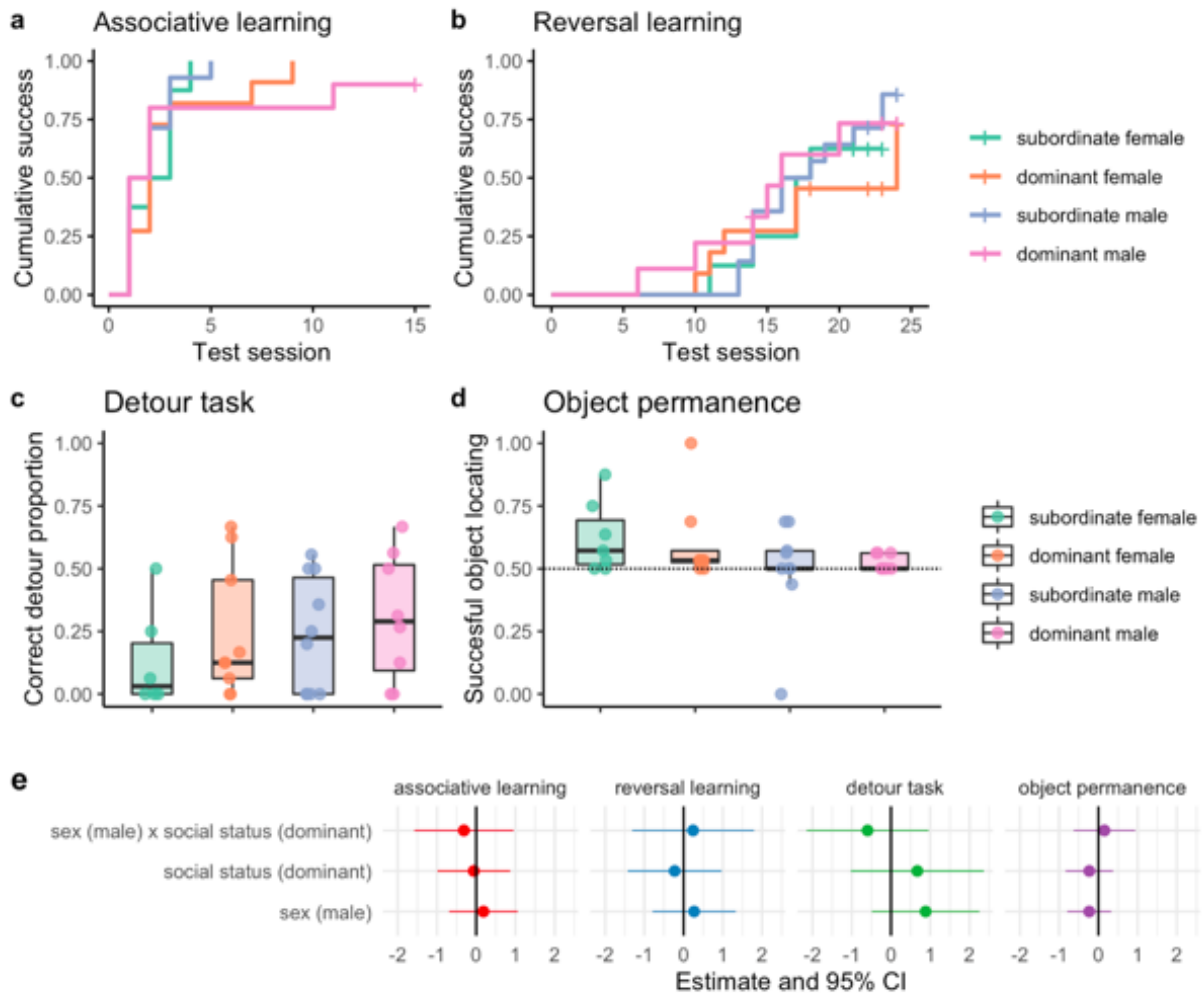 a Associative learning
b Reversal learning
Cumulative success
1.00
0.75
0.50
0.25
0.00
0 5 10 15
Test session
Cumulative success
1.00
0.75
0.50
0.25
0.00
0 5 10 15 20 25
Test session
subordinate female
dominant female
subordinate male
dominant male
c Detour task
d Object permanence
Correct detour proportion
1.00
0.75
0.50
0.25
0.00
Succesful object locating
1.00
0.75
0.50
0.25
0.00
subordinate female
dominant female
subordinate male
dominant male
e
associative learning reversal learning detour task object permanence
sex (male) x social status (dominant)
social status (dominant)
sex (male)
-2 -1 0 1 2 -2 -1 0 1 2 -2 -1 0 1 2 -2 -1 0 1 2
Estimate and 95% CI